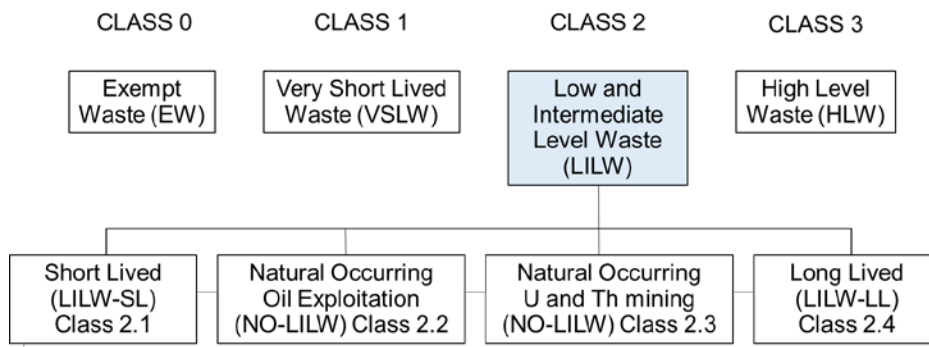 CLASS 0
CLASS 1
CLASS 2
CLASS 3
Exempt
Waste (EW)
Very Short Lived
Waste (VSLW)
Low and
Intermediate
Level Waste
(LILW)
High Level
Waste (HLW)
Short Lived
(LILW-SL)
Class 2.1
Natural Occurring
Oil Exploitation
(NO-LILW) Class 2.2
Natural Occurring
U and Th mining
(NO-LILW) Class 2.3
Long Lived
(LILW-LL)
Class 2.4